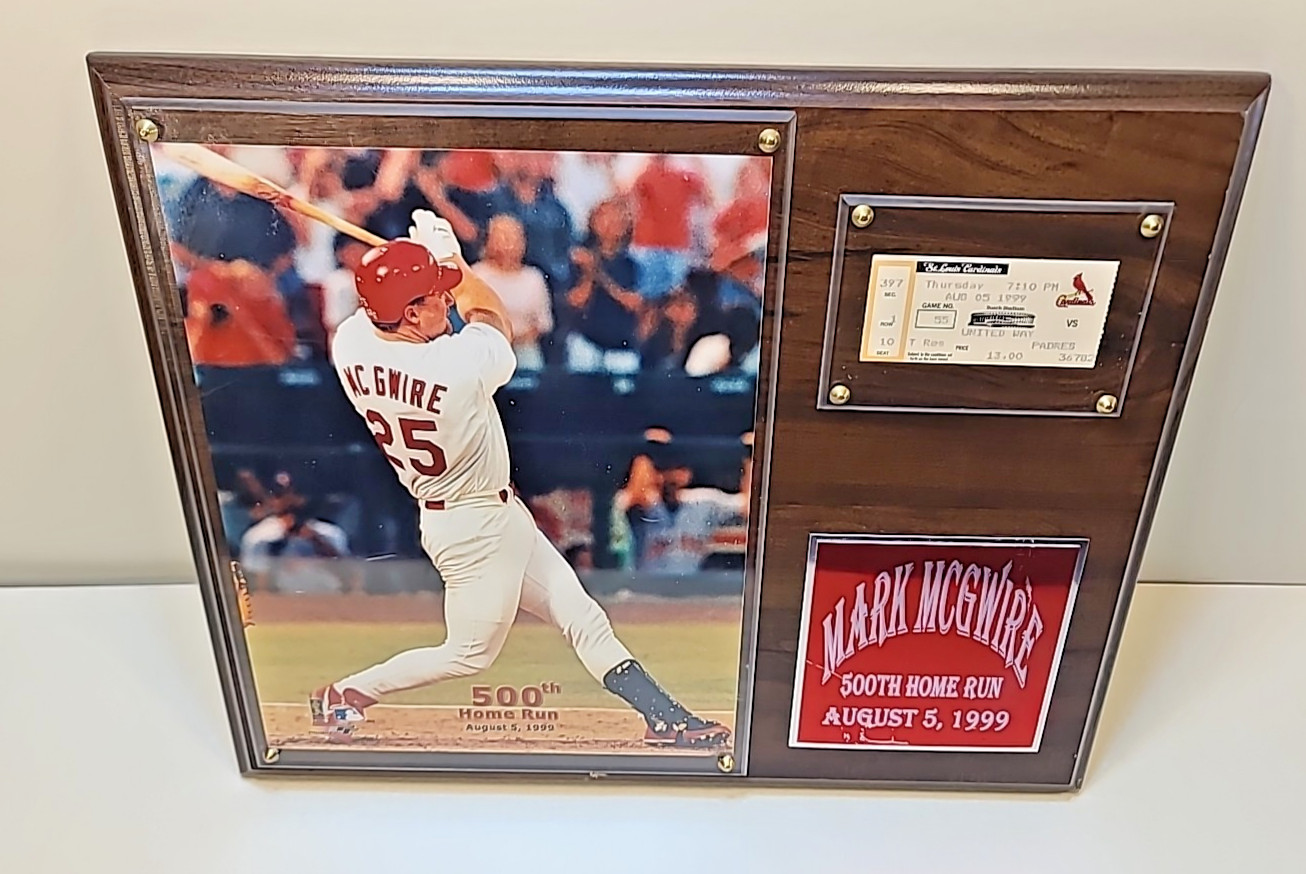 MCGWIRE
25
500th
Home Run
August 5, 1999
St. Louis Cardinals
397
SEC.
Thursday 7:10 PM
AUG 05 1999
Cardinals
GAME NO.
Busch Stadium
1
ROW
55
VS
UNITED WAY
10
SEAT
T Res
PRICE
PADRES
13.00
36782
MARK MCGWIRE
500TH HOME RUN
AUGUST 5, 1999